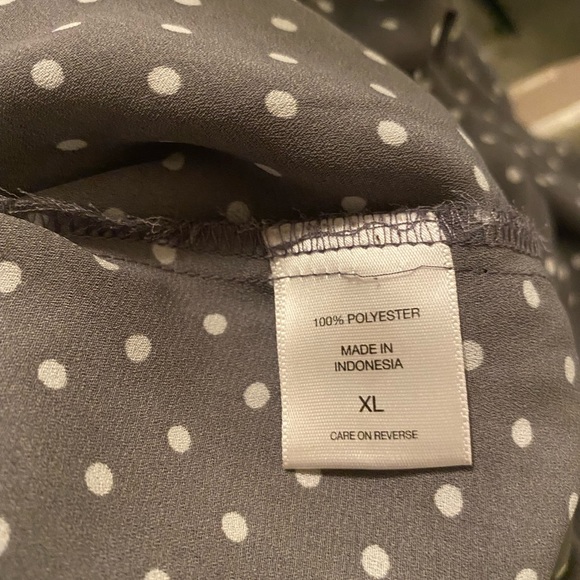 100% POLYESTER
MADE IN
INDONESIA
XL
CARE ON REVERSE